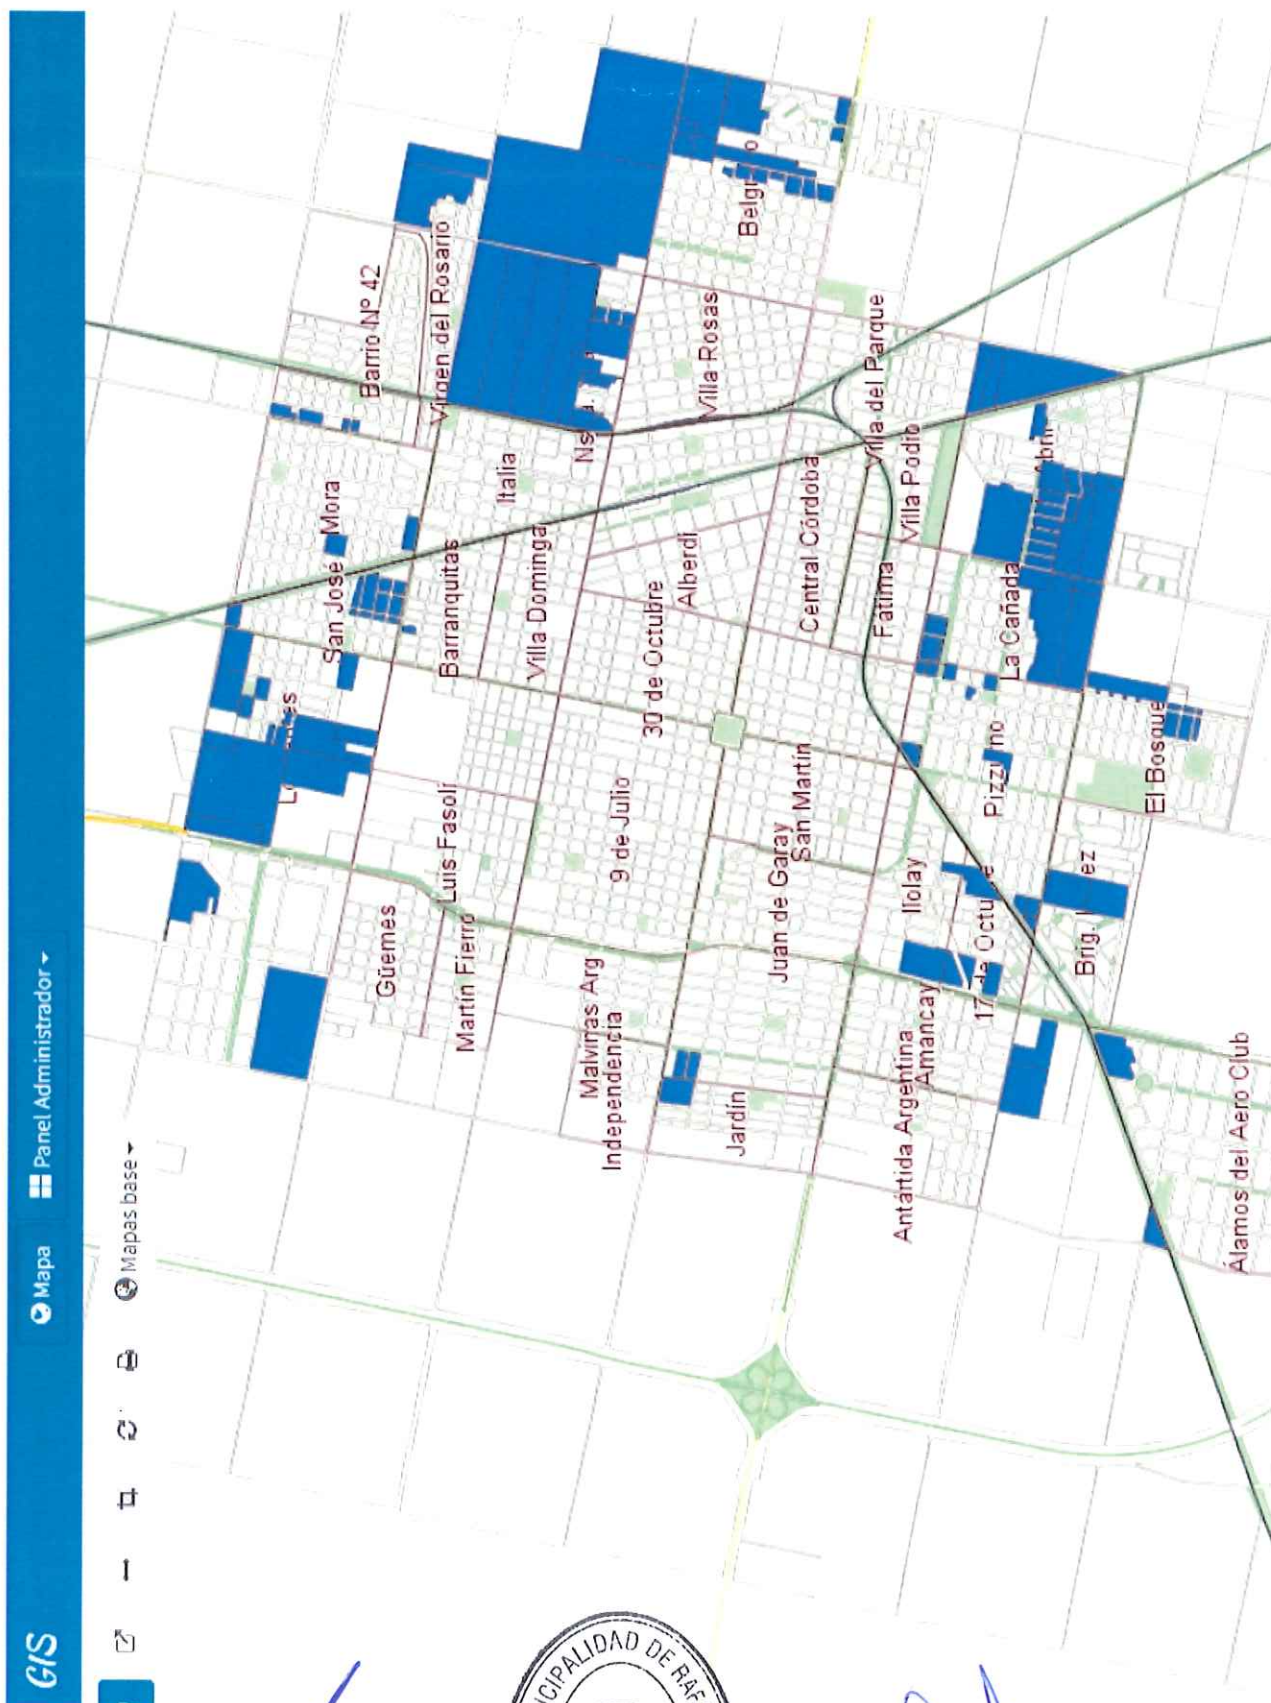 GIS
Mapa
Panel Administrador
Mapas base
Barrio Nº 42
Virgen del Rosario
Mora
San José
Italia
Barranquitas
Villa Dominga
Villa Rosas
Alberdi
30 de Octubre
Central Córdoba
Villa del Parque
Villa Podio
Fátima
La Cañada
Luis Fasoli
Güemes
Martín Fierro
9 de Julio
San Martín
Juan de Garay
Malvinas Arg
Independencia
Jardín
Antártida Argentina
Amancay
El Bosque
Brig.
Álamos del Aero Club
DE